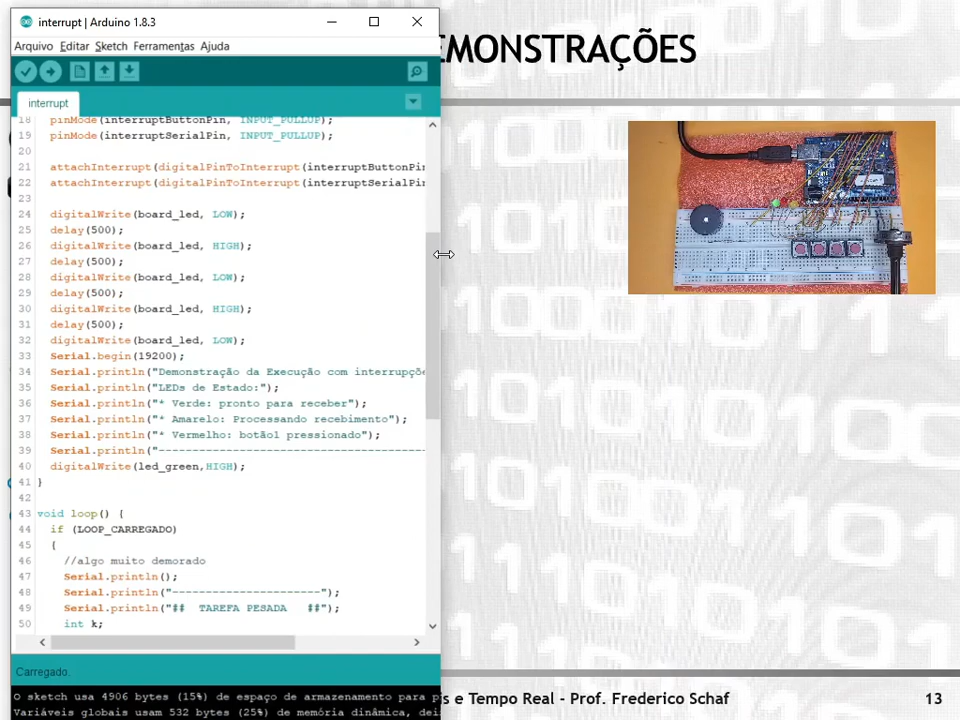 interrupt | Arduino 1.8.3
Arquivo Editar Sketch Ferramentas Ajuda
EMONSTRAÇÕES
interrupt
18 pinMode(interruptButtonPin, INPUT_PULLUP);
19 pinMode(interruptSerialPin, INPUT_PULLUP);
20
21 attachInterrupt(digitalPinToInterrupt(interruptButtonPi
22 attachInterrupt(digitalPinToInterrupt(interruptSerialPi
23
24 digitalWrite(board_led, LOW);
25 delay(500);
26 digitalWrite(board_led, HIGH);
27 delay(500);
28 digitalWrite(board_led, LOW);
29 delay(500);
30 digitalWrite(board_led, HIGH);
31 delay(500);
32 digitalWrite(board_led, LOW);
33 Serial.begin(19200);
34 Serial.println("Demonstração da Execução com interrupçõe
35 Serial.println("LEDs de Estado:");
36 Serial.println("* Verde: pronto para receber");
37 Serial.println("* Amarelo: Processando recebimento");
38 Serial.println("* Vermelho: botãol pressionado");
39 Serial.println("----------------------------------------
40 digitalWrite(led_green,HIGH);
41 }
42
43 void loop() {
44 if (LOOP_CARREGADO)
45 {
46 //algo muito demorado
47 Serial.println();
48 Serial.println("----------------------");
49 Serial.println("## TAREFA PESADA ##");
50 int k;
Carregado.
O sketch usa 4906 bytes (15%) de espaço de armazenamento para p
Variáveis globais usam 532 bytes (25%) de memória dinâmica, dei
is e Tempo Real - Prof. Frederico Schaf
13